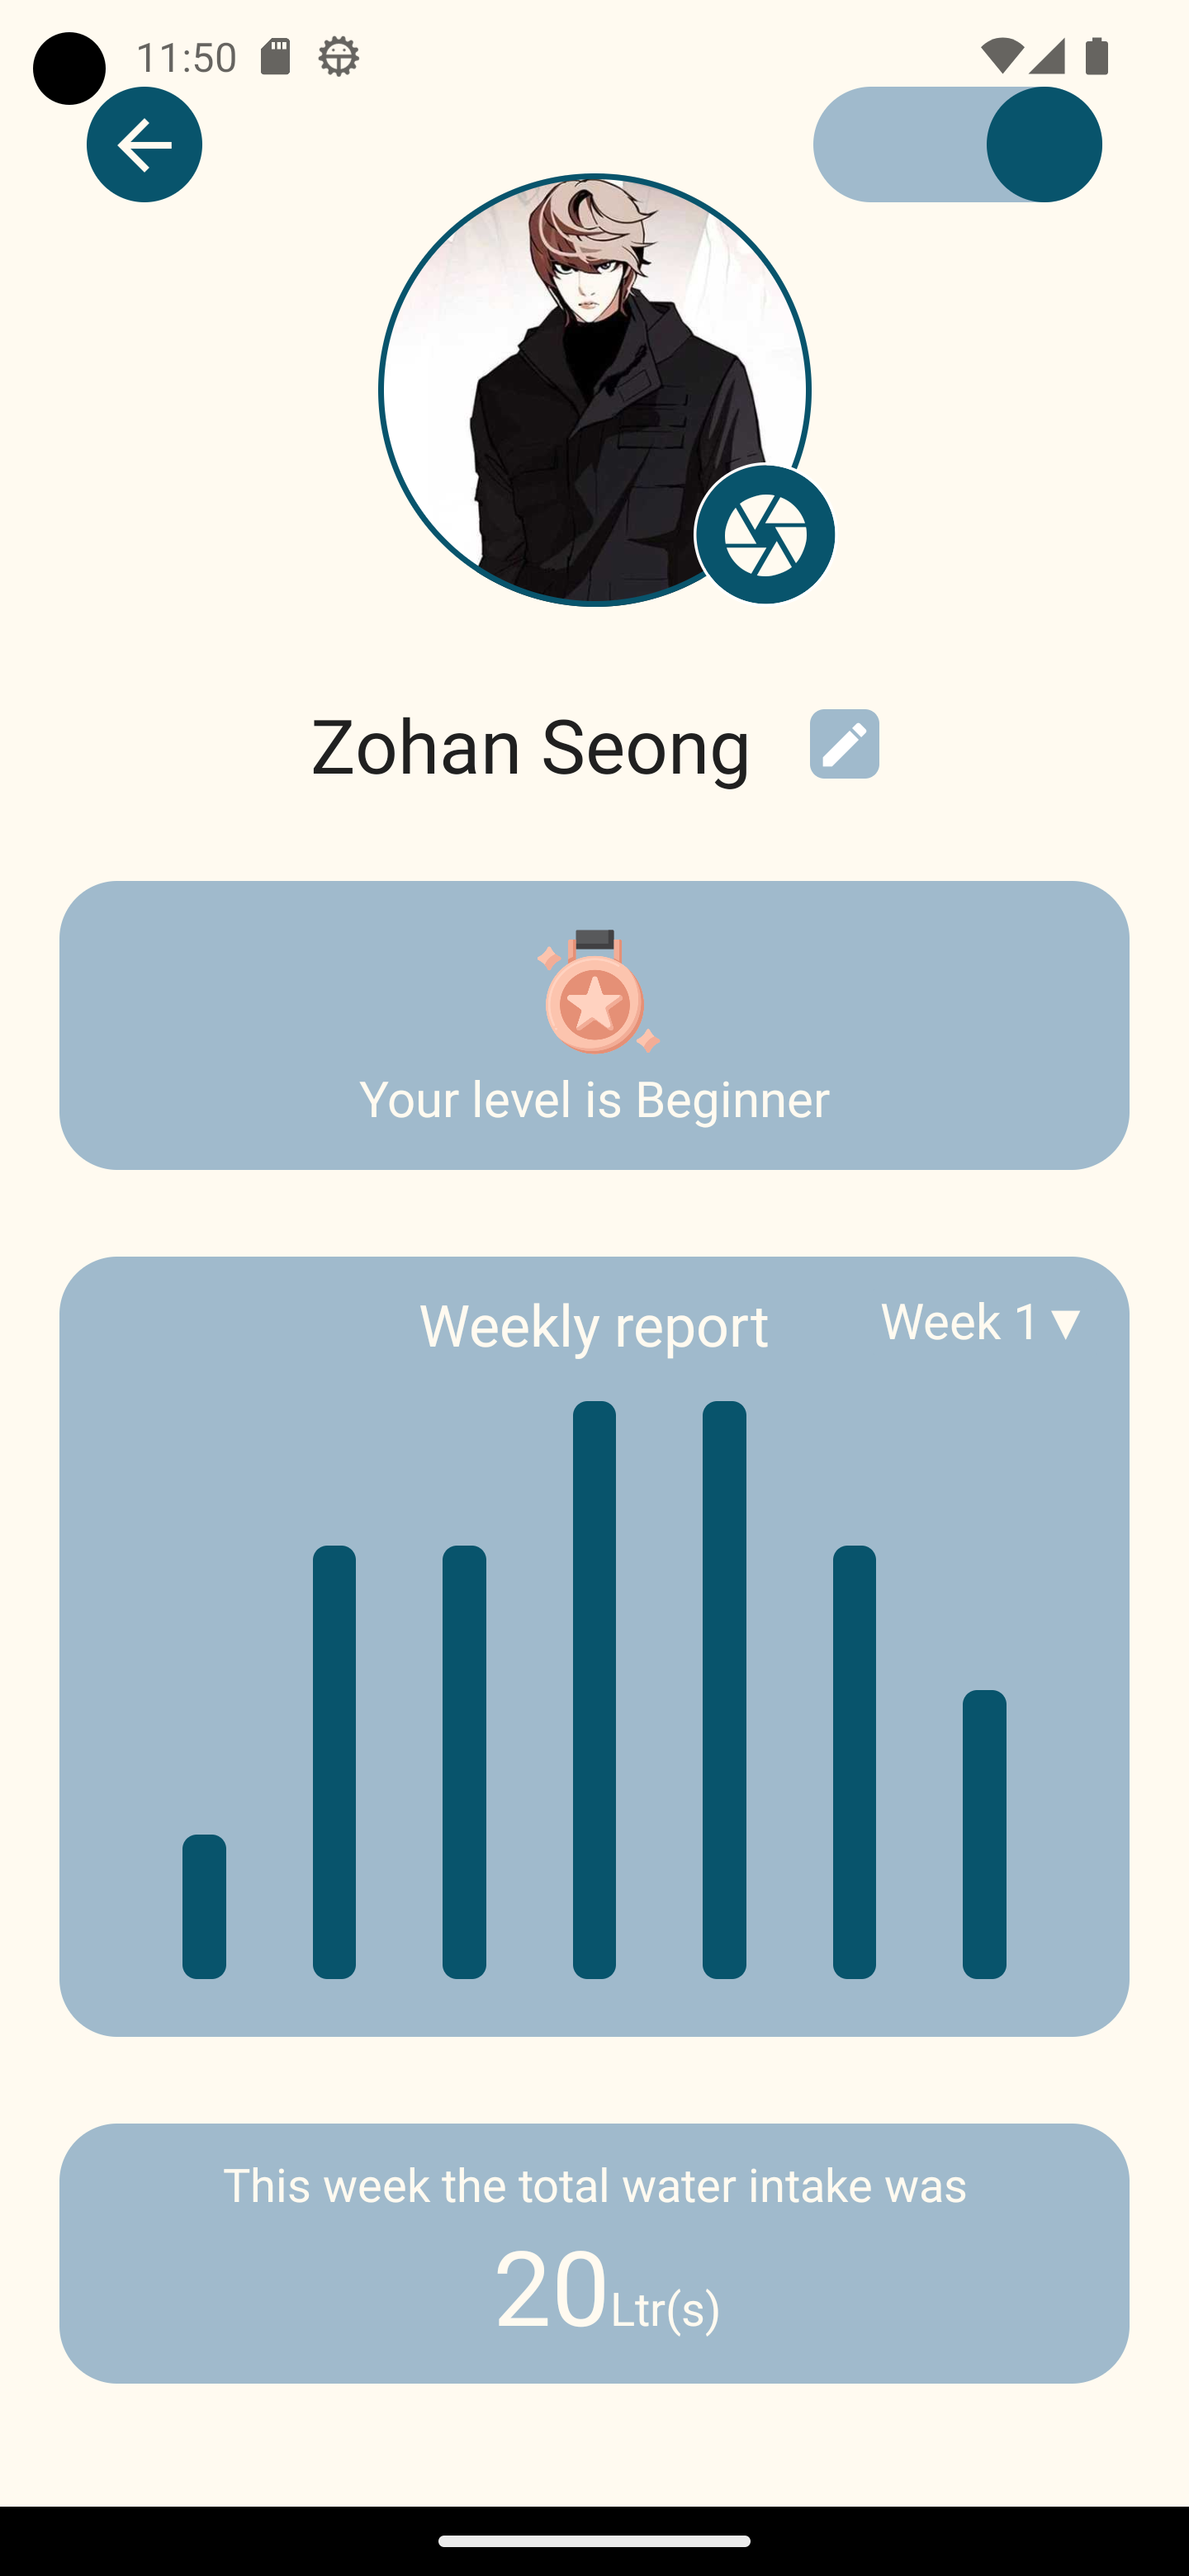 11:50
Zohan Seong
Your level is Beginner
Weekly report
Week 1 ▼
This week the total water intake was
20Ltr(s)